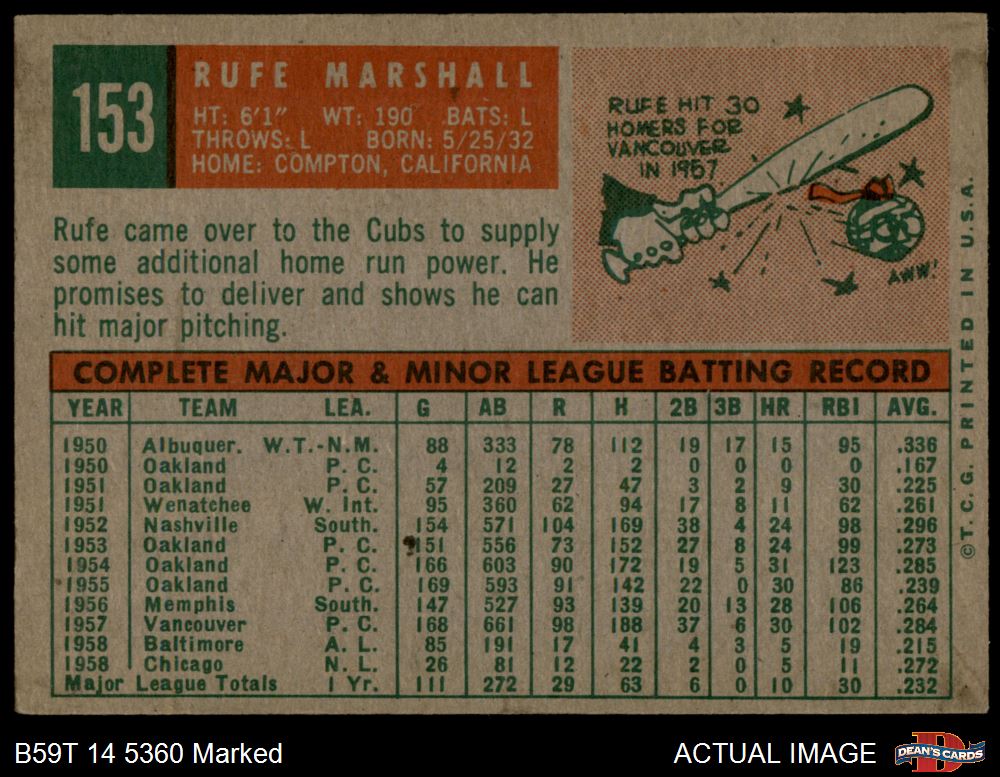 153
RUFE MARSHALL
HT: 6'1" WT: 190 BATS: L
THROWS: L BORN: 5/25/32
HOME: COMPTON, CALIFORNIA
RUFE HIT 30
HOMERS FOR
VANCOUVER
IN 1957
AWW!
Rufe came over to the Cubs to supply
some additional home run power. He
promises to deliver and shows he can
hit major pitching.
COMPLETE MAJOR & MINOR LEAGUE BATTING RECORD
YEAR TEAM LEA. G AB R H 2B 3B HR RBI AVG.
1950 Albuquer. W.T.-N.M. 88 333 78 112 19 17 15 95 .336
1950 Oakland P. C. 4 12 2 2 0 0 0 0 .167
1951 Oakland P. C. 57 209 27 47 3 2 9 30 .225
1951 Wenatchee W. Int. 95 360 62 94 17 8 11 62 .261
1952 Nashville South. 154 571 104 169 38 4 24 98 .296
1953 Oakland P. C. 151 556 73 152 27 8 24 99 .273
1954 Oakland P. C. 166 603 90 172 19 5 31 123 .285
1955 Oakland P. C. 169 593 91 142 22 0 30 86 .239
1956 Memphis South. 147 527 93 139 20 13 28 106 .264
1957 Vancouver P. C. 168 661 98 188 37 6 30 102 .284
1958 Baltimore A. L. 85 191 17 41 4 3 5 19 .215
1958 Chicago N. L. 26 81 12 22 2 0 5 11 .272
Major League Totals 1 Yr. 111 272 29 63 6 0 10 30 .232
©T. C. G. PRINTED IN U.S.A.
B59T 14 5360 Marked
ACTUAL IMAGE
DEAN'S CARDS